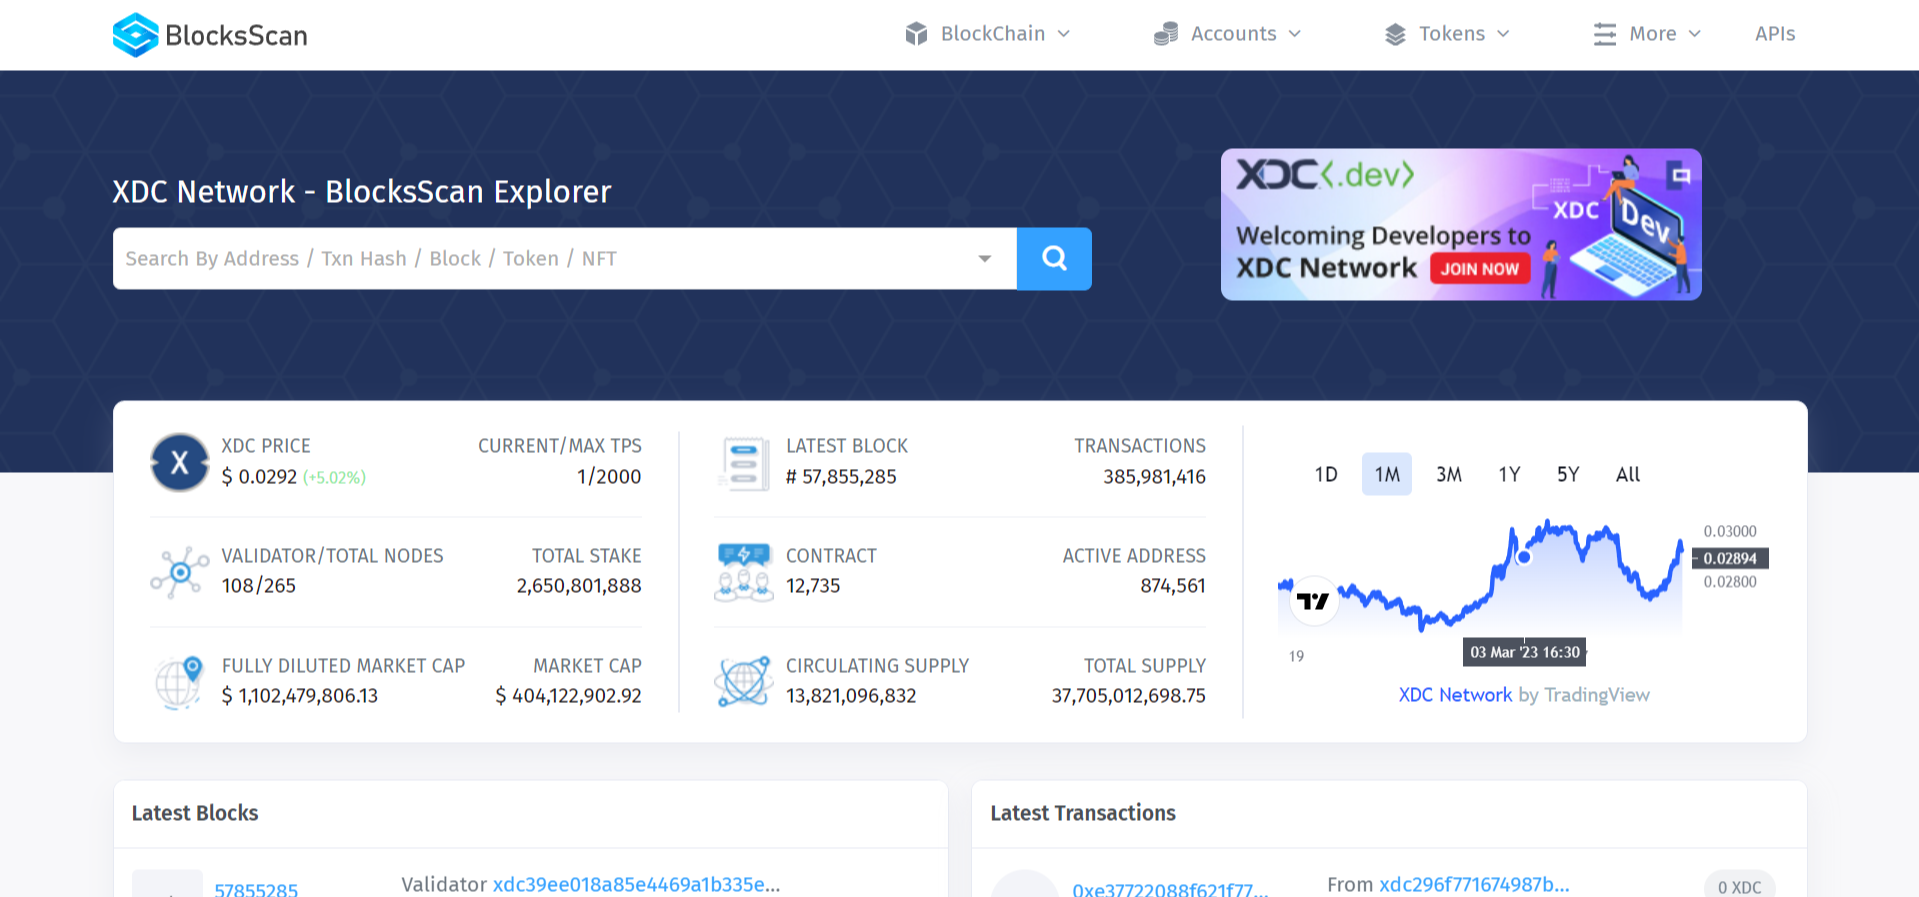 BlocksScan
BlockChain
Accounts
Tokens
More
APIs
XDC Network - BlocksScan Explorer
Search By Address / Txn Hash / Block / Token / NFT
XDC<.dev>
Welcoming Developers to
XDC Network JOIN NOW
XDC
Dev
XDC PRICE
$ 0.0292 (+5.02%)
CURRENT/MAX TPS
1/2000
VALIDATOR/TOTAL NODES
108/265
TOTAL STAKE
2,650,801,888
FULLY DILUTED MARKET CAP
$ 1,102,479,806.13
MARKET CAP
$ 404,122,902.92
LATEST BLOCK
# 57,855,285
TRANSACTIONS
385,981,416
CONTRACT
12,735
ACTIVE ADDRESS
874,561
CIRCULATING SUPPLY
13,821,096,832
TOTAL SUPPLY
37,705,012,698.75
1D 1M 3M 1Y 5Y All
0.03000
0.02894
0.02800
19
03 Mar '23 16:30
XDC Network by TradingView
Latest Blocks
57855285
Validator xdc39ee018a85e4469a1b335e...
Latest Transactions
0xe37722088f621f77...
From xdc296f771674987b...
0 XDC